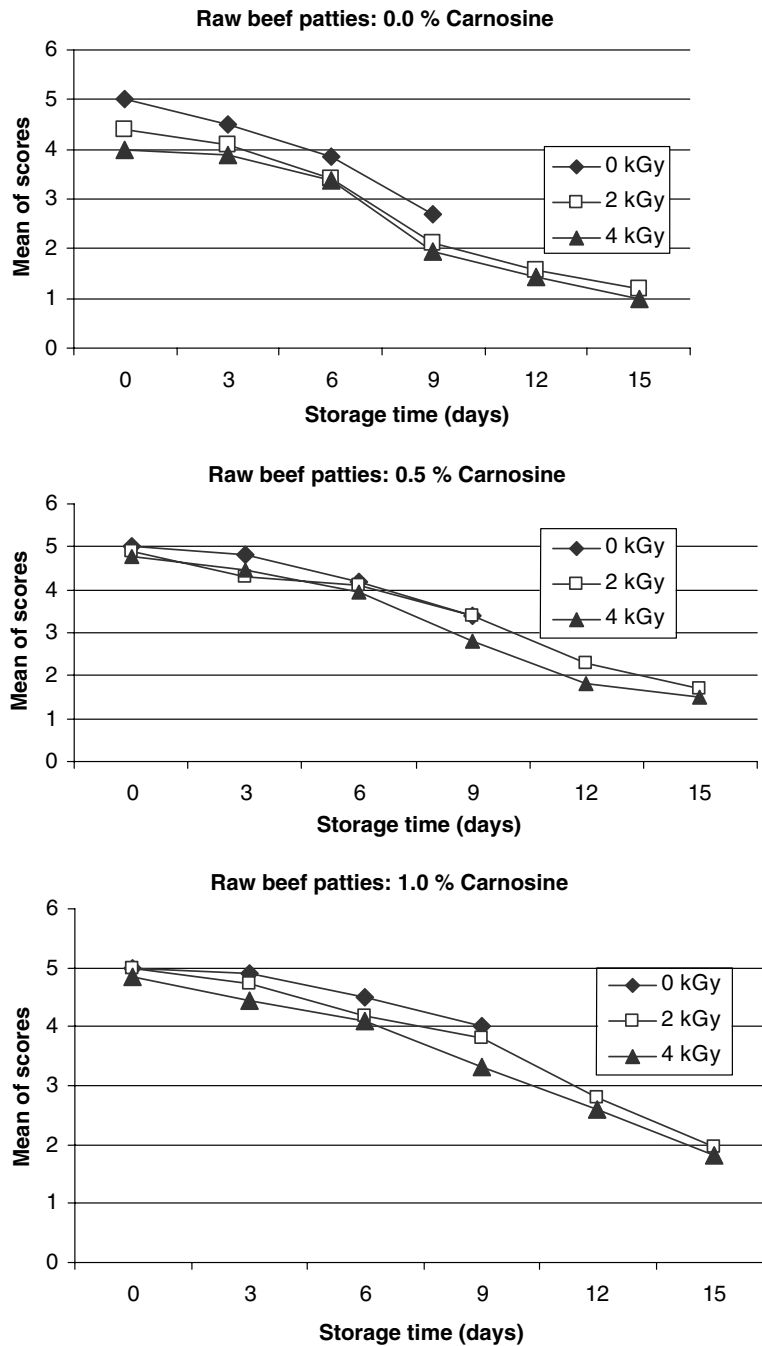 Raw beef patties: 0.0 % Carnosine
6
5
4
3
2
1
0
Mean of scores
0 kGy
2 kGy
4 kGy
0 3 6 9 12 15
Storage time (days)
Raw beef patties: 0.5 % Carnosine
6
5
4
3
2
1
0
Mean of scores
0 kGy
2 kGy
4 kGy
0 3 6 9 12 15
Storage time (days)
Raw beef patties: 1.0 % Carnosine
6
5
4
3
2
1
0
Mean of scores
0 kGy
2 kGy
4 kGy
0 3 6 9 12 15
Storage time (days)